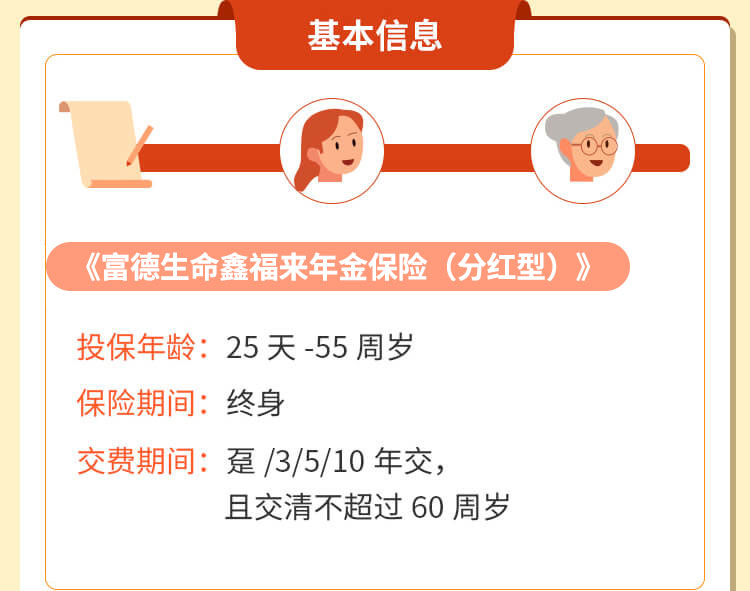 基本信息
《富德生命鑫福来年金保险（分红型）》
投保年龄：25 天 -55 周岁
保险期间：终身
交费期间：趸 /3/5/10 年交，
且交清不超过 60 周岁